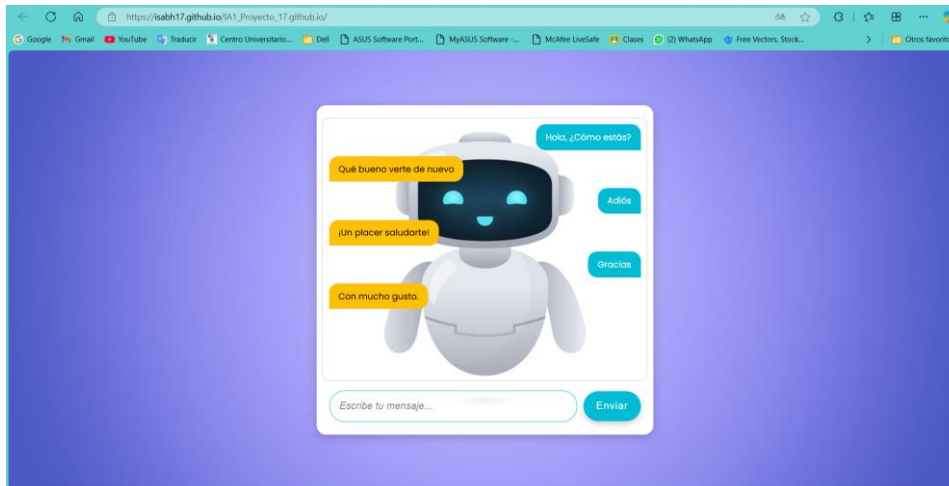 https://isabh17.github.io/IA1_Proyecto_17.github.io/
Google Gmail YouTube Traducir Centro Universitario... Dell ASUS Software Port... MyASUS Software -... McAfee LiveSafe Clases (2) WhatsApp Free Vectors, Stock... Otros favorito
Hola, ¿Cómo estás?
Qué bueno verte de nuevo
Adiós
¡Un placer saludarte!
Gracias
Con mucho gusto.
Escribe tu mensaje... Enviar